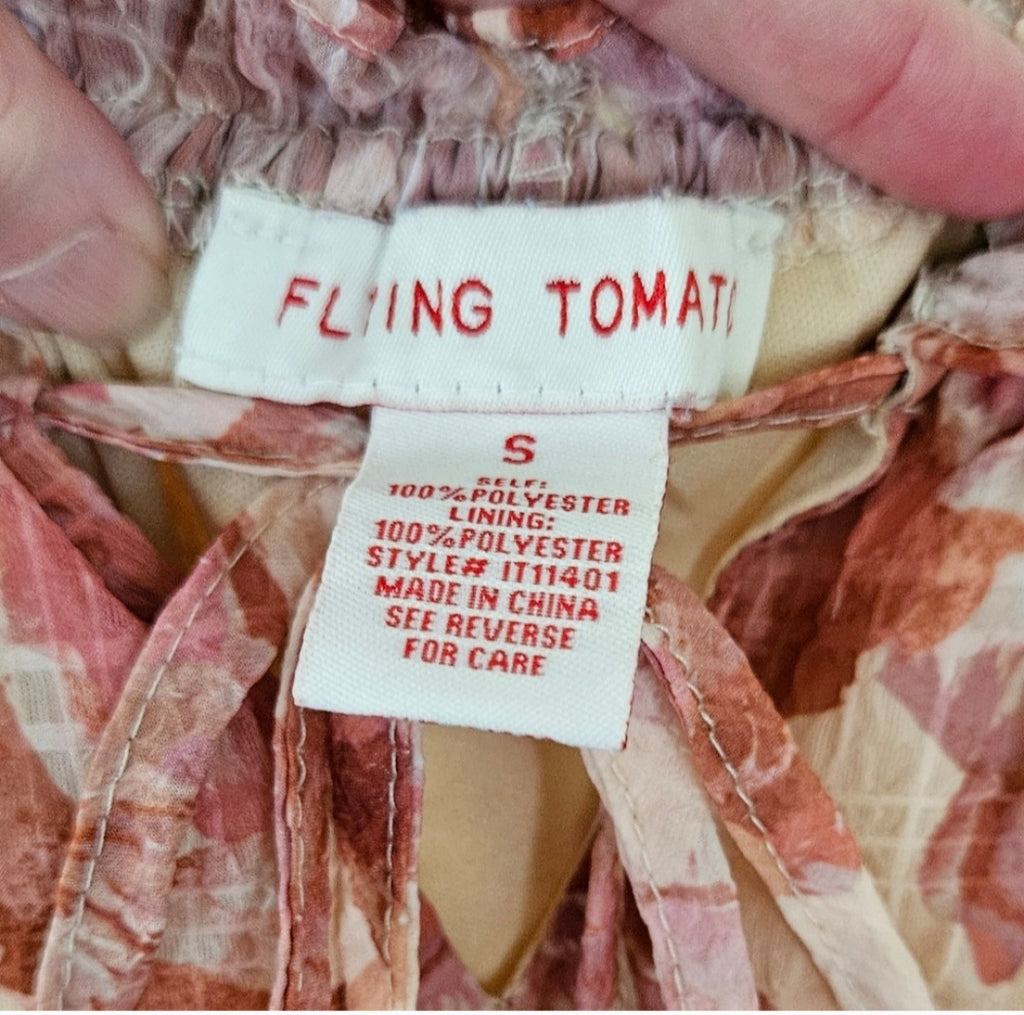 FLYING TOMATO
S
SELF:
100%POLYESTER
LINING:
100%POLYESTER
STYLE# IT11401
MADE IN CHINA
SEE REVERSE
FOR CARE